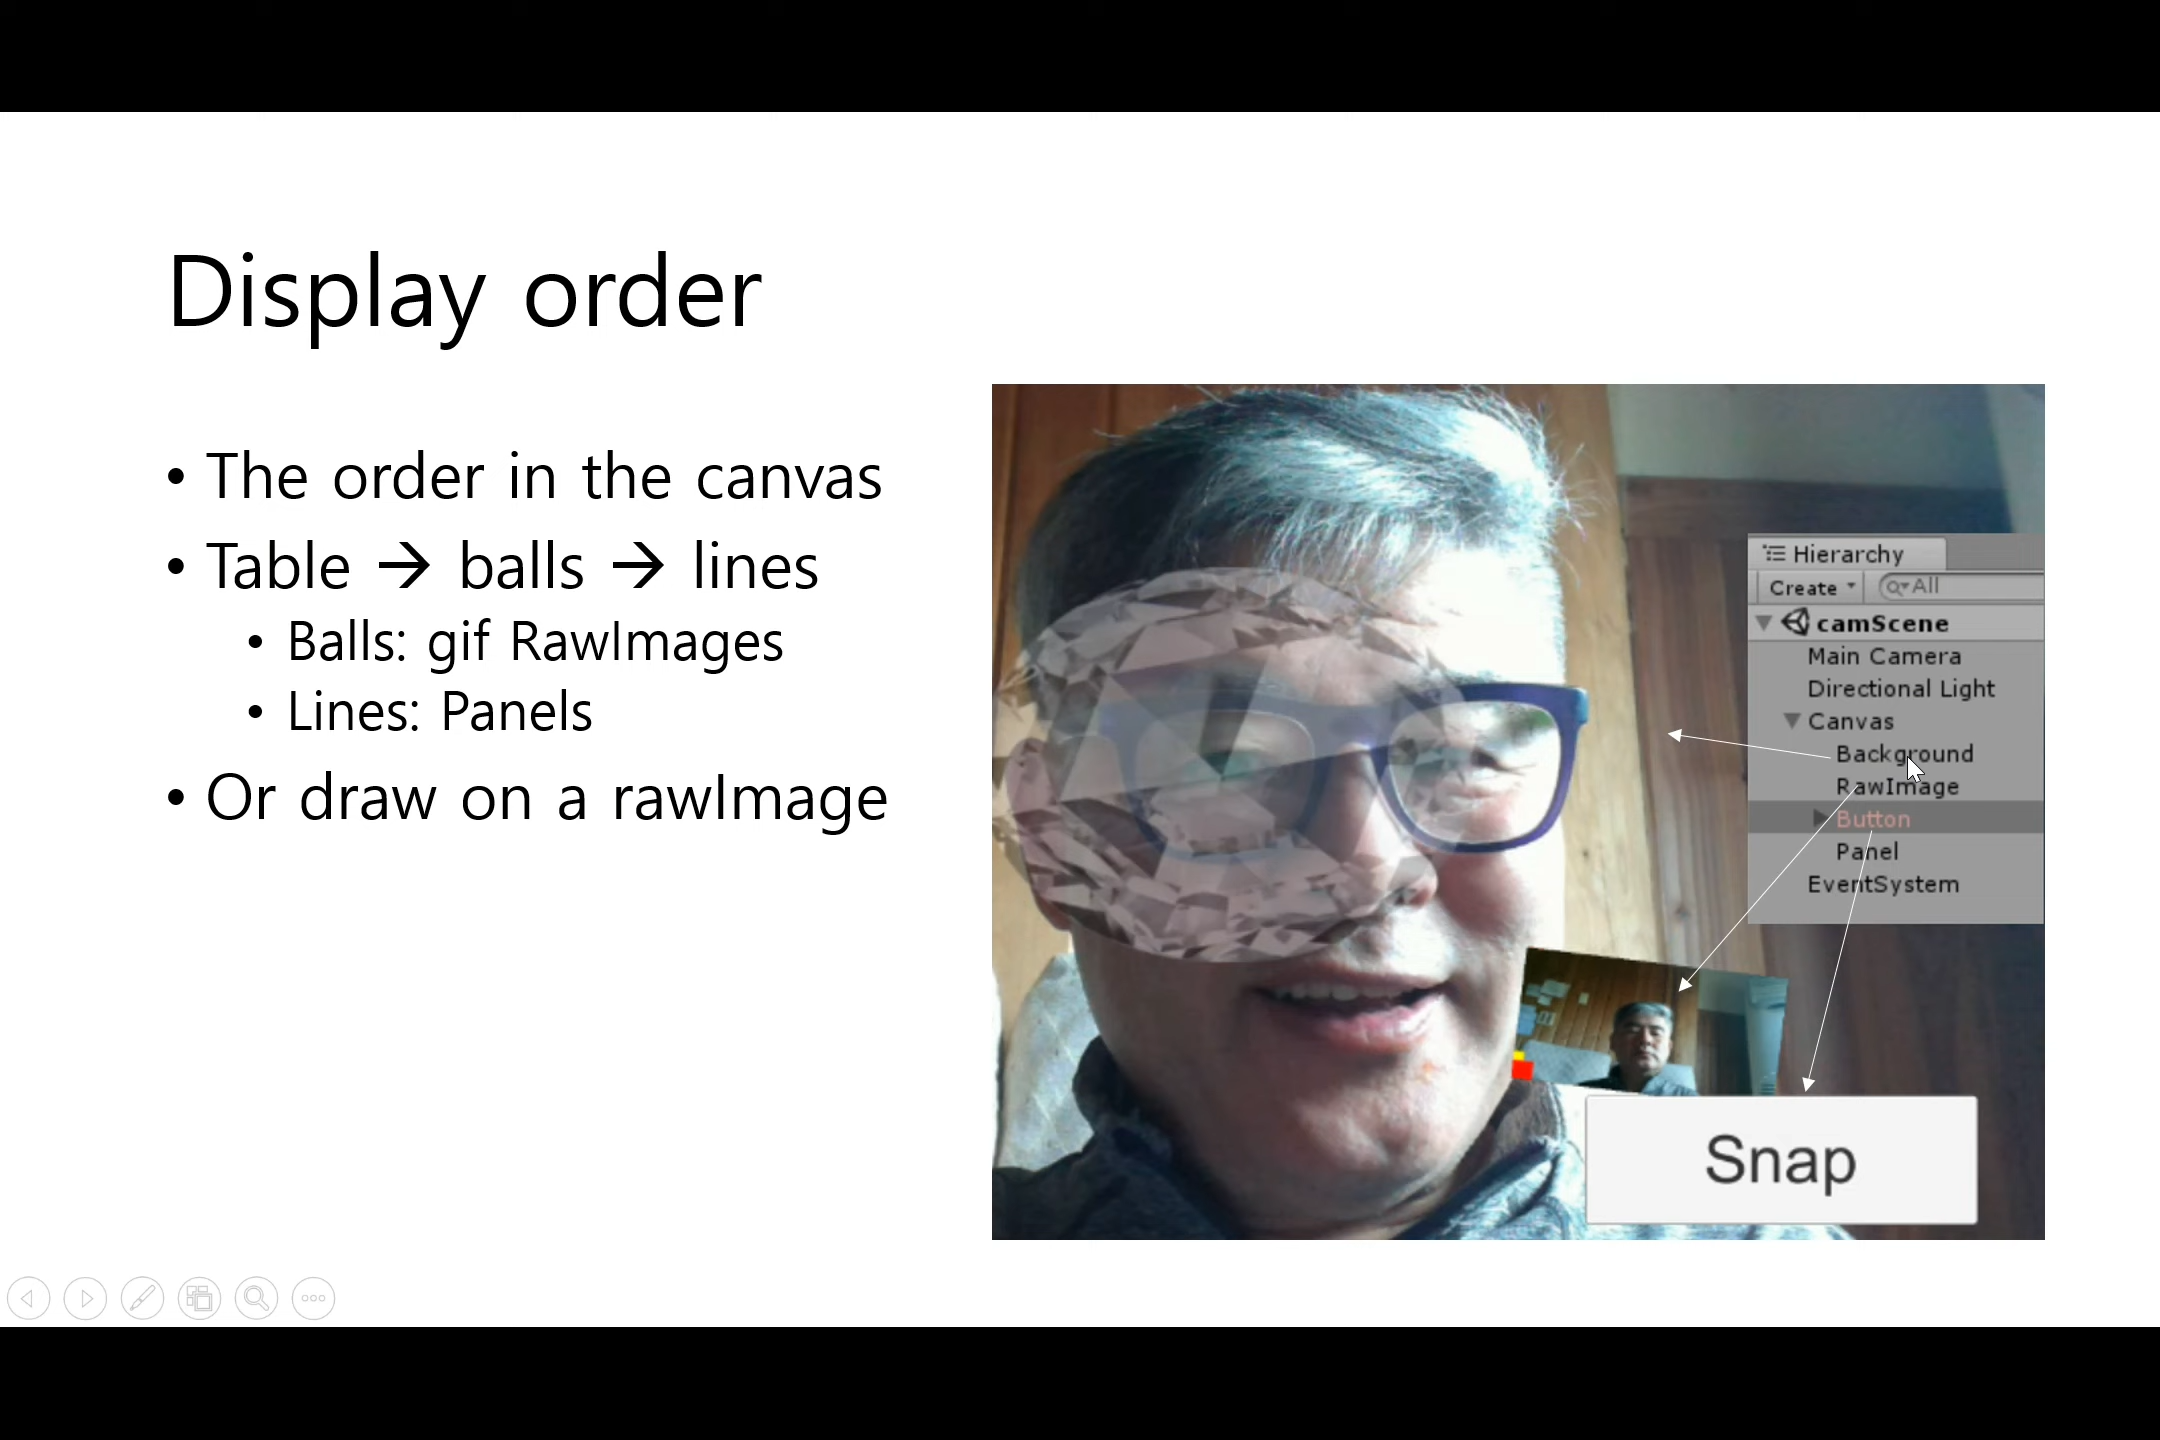 Display order
• The order in the canvas
• Table → balls → lines
• Balls: gif RawImages
• Lines: Panels
• Or draw on a rawImage
Hierarchy
Create
All
camScene
Main Camera
Directional Light
Canvas
Background
RawImage
Button
Panel
EventSystem
Snap